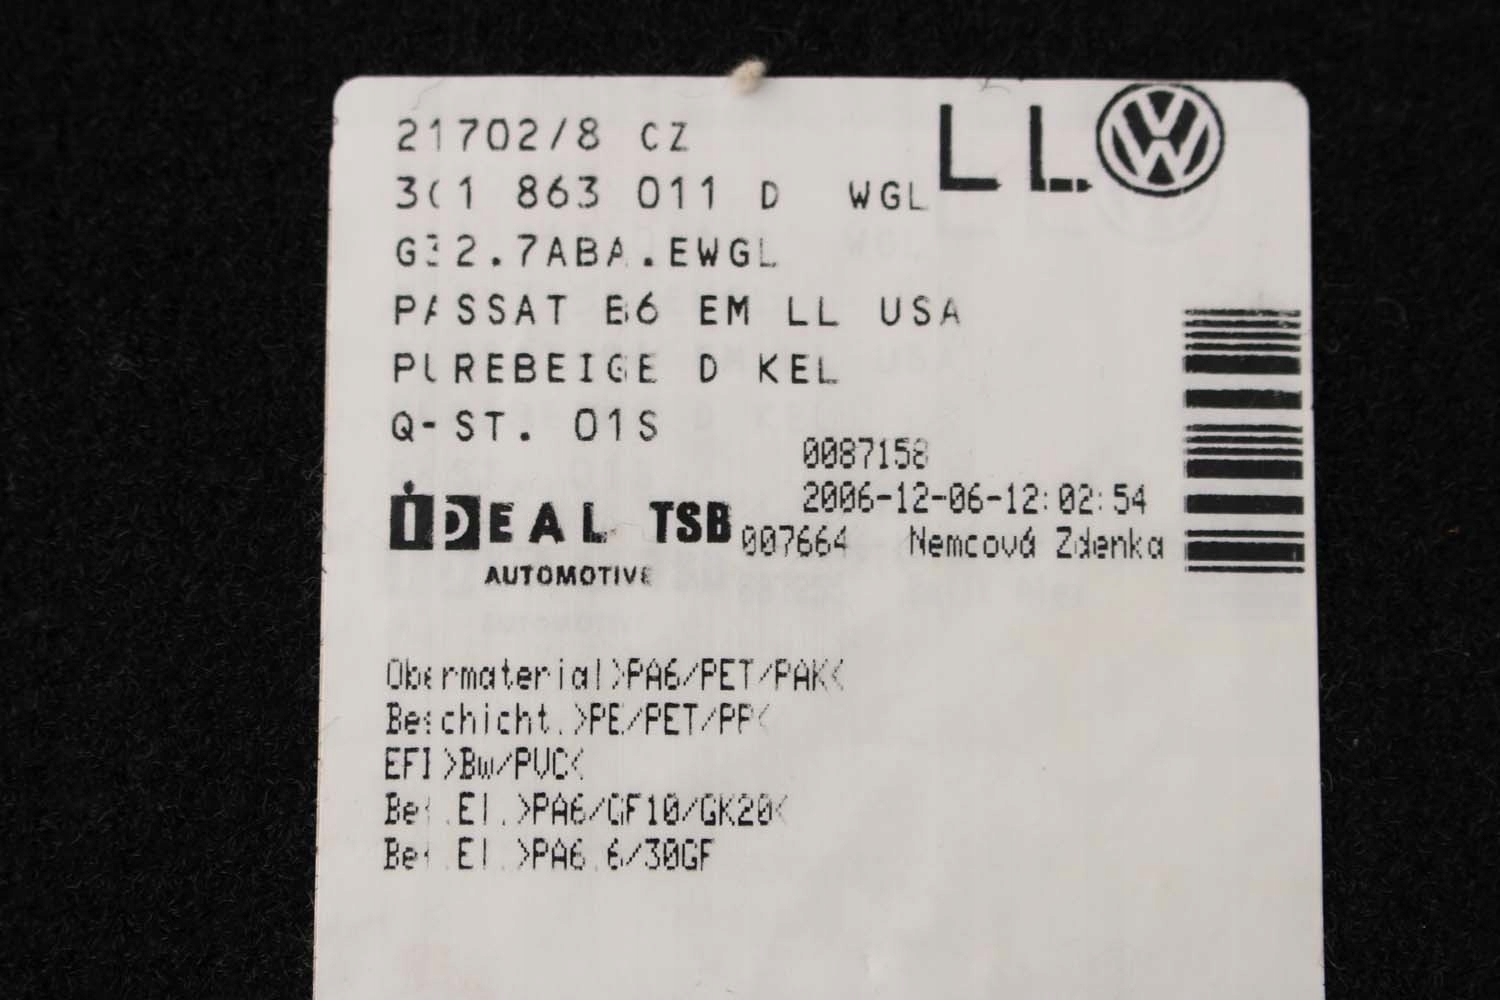 21702/8 CZ
3C1 863 011 D WGL LL
G32.7ABA.EWGL
PASSAT B6 EM LL USA
PUREBEIGE D KEL
Q-ST. 01S
0087158
2006-12-06-12:02:54
IDEAL TSB 007664 Nemcová Zdenka
AUTOMOTIVE
Obermaterial>PA6/PET/PAK<
Beschicht.>PE/PET/PP<
EFI>Bw/PVC<
Bef.El.>PA6/GF10/GK20<
Bef.El.>PA6.6/30GF